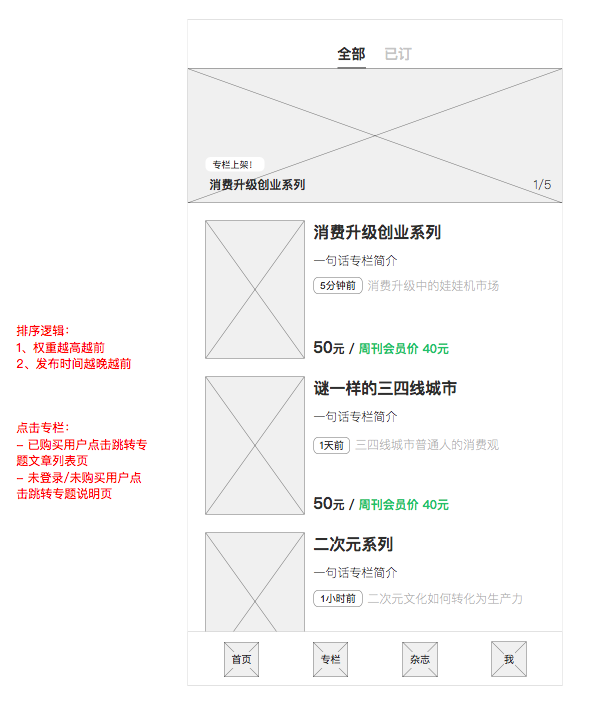 全部 已订
专栏上架！
消费升级创业系列 1/5
消费升级创业系列
一句话专栏简介
5分钟前 消费升级中的娃娃机市场
50元 / 周刊会员价 40元
谜一样的三四线城市
一句话专栏简介
1天前 三四线城市普通人的消费观
50元 / 周刊会员价 40元
二次元系列
一句话专栏简介
1小时前 二次元文化如何转化为生产力
首页 专栏 杂志 我
排序逻辑：
1、权重越高越前
2、发布时间越晚越前
点击专栏：
- 已购买用户点击跳转专
题文章列表页
- 未登录/未购买用户点
击跳转专题说明页